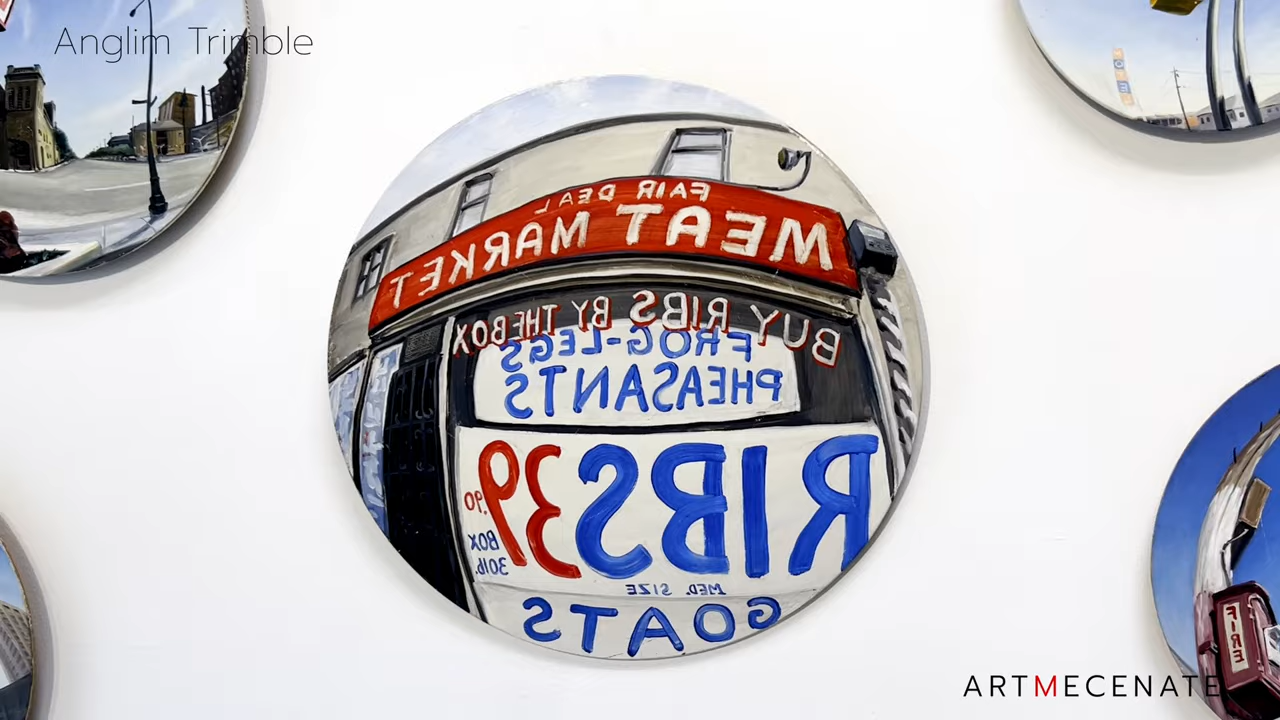 Anglim Trimble
MOTEL
FAIR DEAL
MEAT MARKET
BUY RIBS BY THE BOX
FROG-LEGS
PHEASANTS
RIBS 39.90
BOX
30lb.
MED. SIZE
GOATS
FIRE
ARTMECENATE